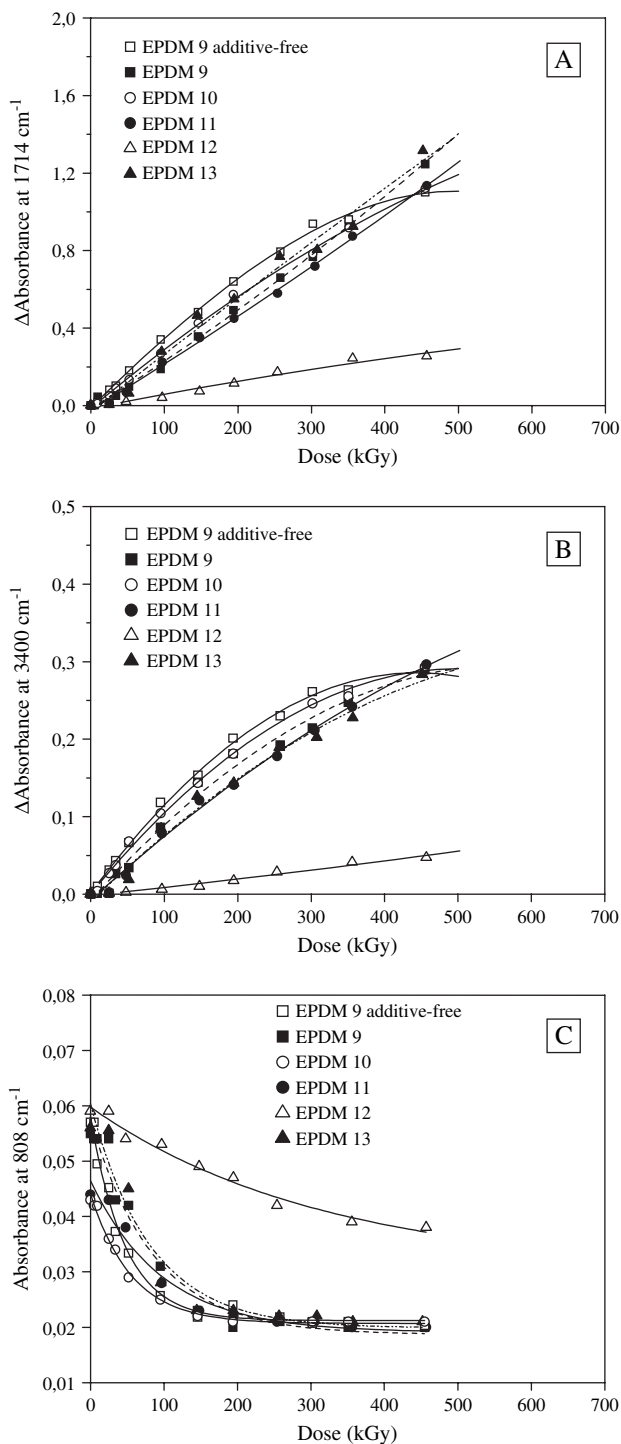 2,0
1,6
1,2
0,8
0,4
0,0
ΔAbsorbance at 1714 cm⁻¹
EPDM 9 additive-free
EPDM 9
EPDM 10
EPDM 11
EPDM 12
EPDM 13
A
0 100 200 300 400 500 600 700
Dose (kGy)
0,5
0,4
0,3
0,2
0,1
0,0
ΔAbsorbance at 3400 cm⁻¹
EPDM 9 additive-free
EPDM 9
EPDM 10
EPDM 11
EPDM 12
EPDM 13
B
0 100 200 300 400 500 600 700
Dose (kGy)
0,08
0,07
0,06
0,05
0,04
0,03
0,02
0,01
Absorbance at 808 cm⁻¹
EPDM 9 additive-free
EPDM 9
EPDM 10
EPDM 11
EPDM 12
EPDM 13
C
0 100 200 300 400 500 600 700
Dose (kGy)